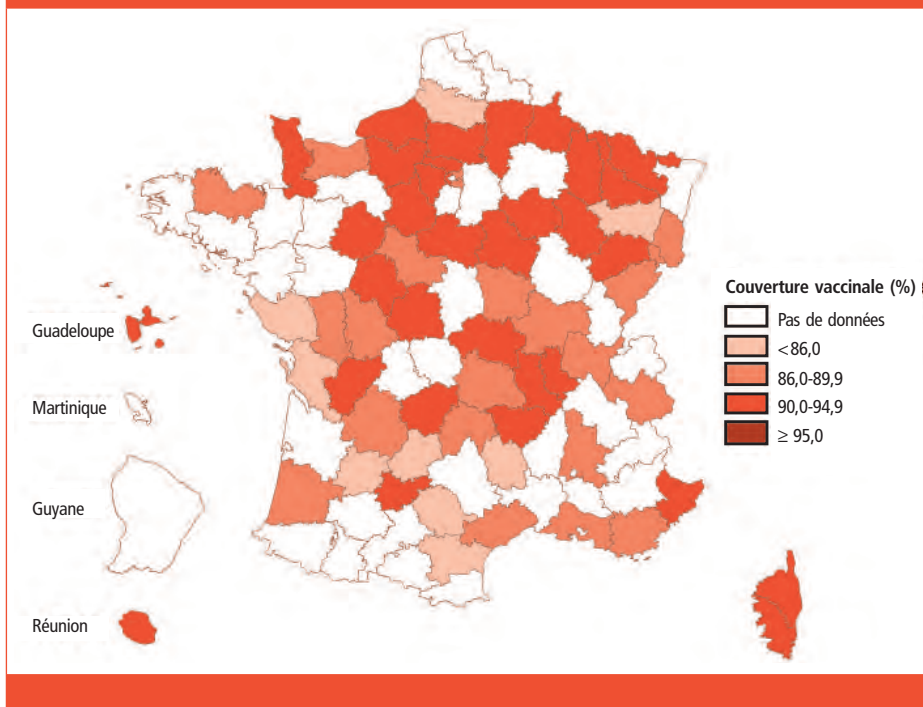 Couverture vaccinale (%)
Pas de données
<86,0
86,0-89,9
90,0-94,9
≥ 95,0
Guadeloupe
Martinique
Guyane
Réunion